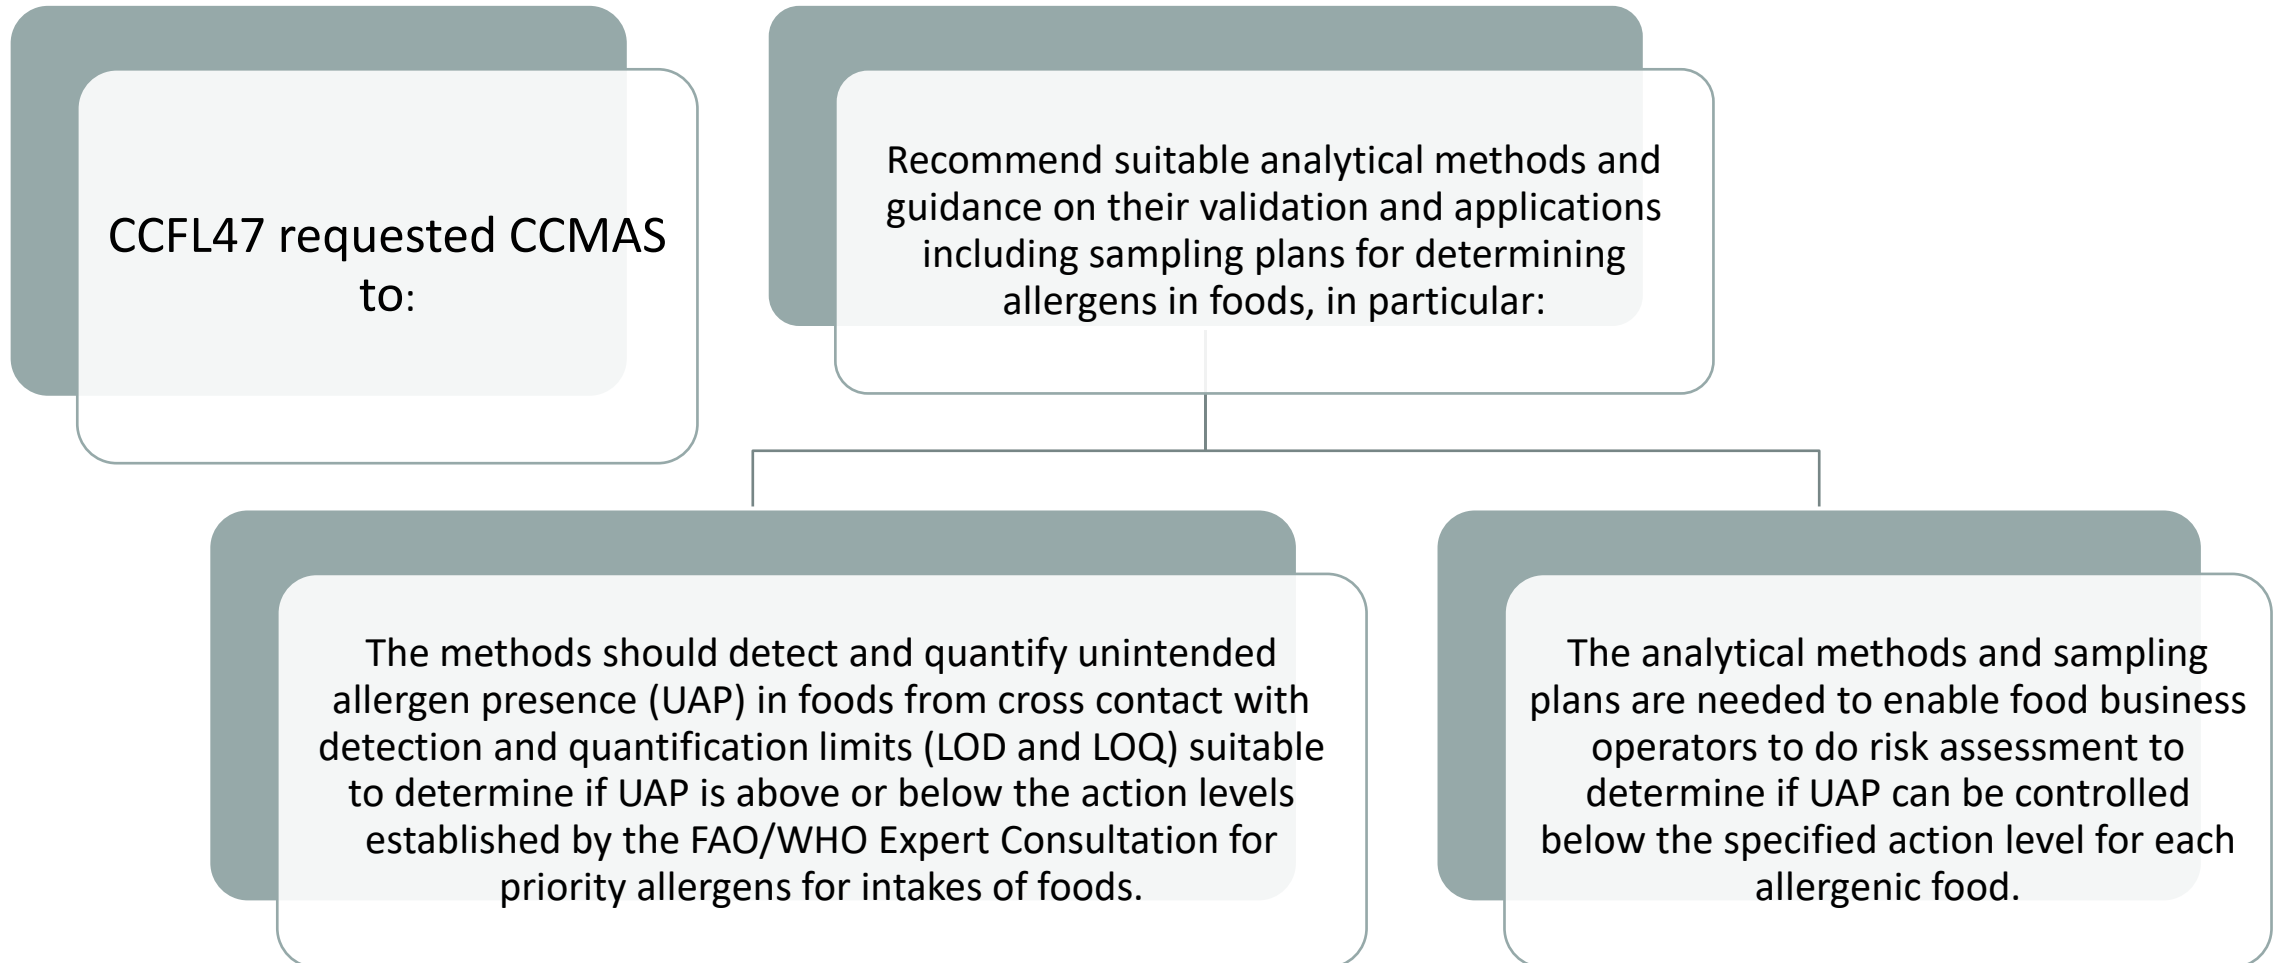 CCFL47 requested CCMAS
to:
Recommend suitable analytical methods and
guidance on their validation and applications
including sampling plans for determining
allergens in foods, in particular:
The methods should detect and quantify unintended
allergen presence (UAP) in foods from cross contact with
detection and quantification limits (LOD and LOQ) suitable
to determine if UAP is above or below the action levels
established by the FAO/WHO Expert Consultation for
priority allergens for intakes of foods.
The analytical methods and sampling
plans are needed to enable food business
operators to do risk assessment to
determine if UAP can be controlled
below the specified action level for each
allergenic food.